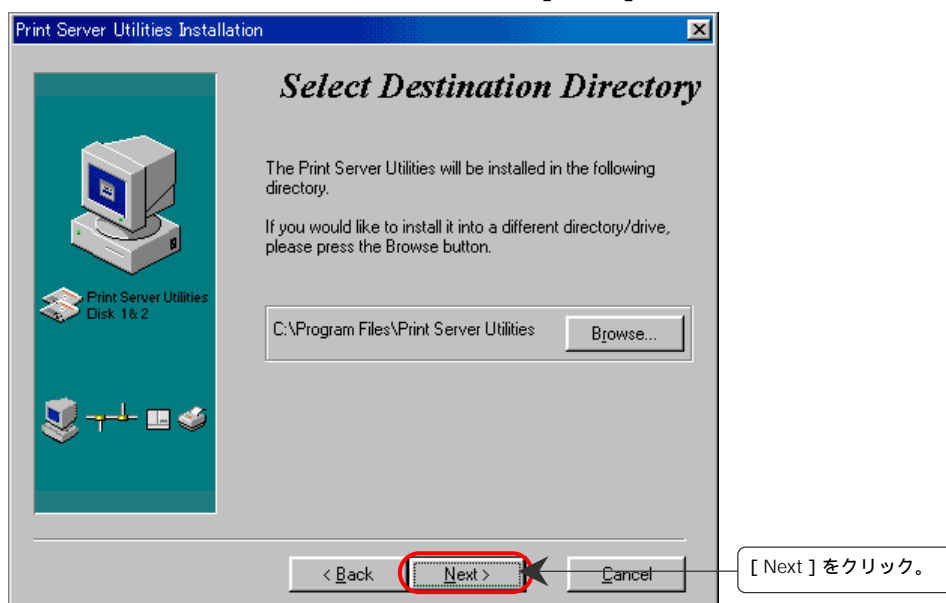 Print Server Utilities Installation
Select Destination Directory
The Print Server Utilities will be installed in the following
directory.
If you would like to install it into a different directory/drive,
please press the Browse button.
Print Server Utilities
Disk 1&2
C:\Program Files\Print Server Utilities
Browse...
< Back
Next >
Cancel
[ Next ] をクリック。